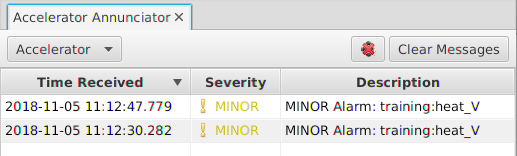 Accelerator Annunciator
Accelerator Clear Messages
Time Received Severity Description
2018-11-05 11:12:47.779 MINOR MINOR Alarm: training:heat_V
2018-11-05 11:12:30.282 MINOR MINOR Alarm: training:heat_V